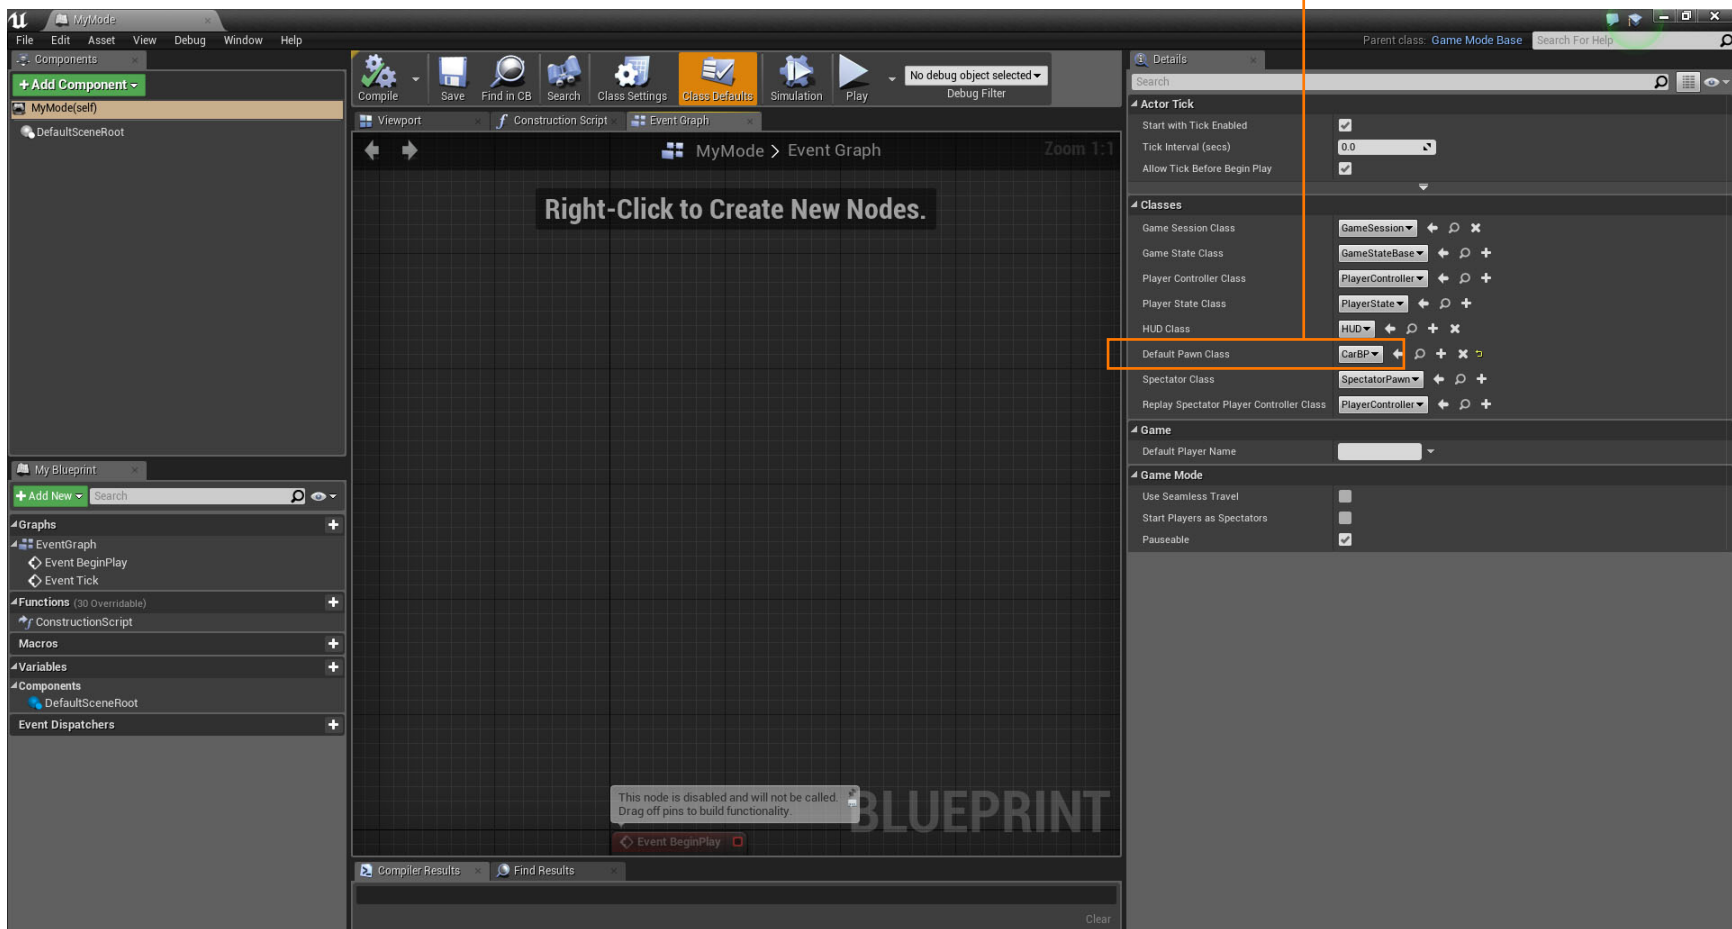 MyMode
File Edit Asset View Debug Window Help
Parent class: Game Mode Base Search For Help
Components
+Add Component
MyMode(self)
DefaultSceneRoot
Compile Save Find in CB Search Class Settings Class Defaults Simulation Play
No debug object selected
Debug Filter
Viewport Construction Script Event Graph
MyMode > Event Graph Zoom 1:1
Right-Click to Create New Nodes.
This node is disabled and will not be called.
Drag off pins to build functionality.
BLUEPRINT
Event BeginPlay
Compiler Results Find Results
Clear
My Blueprint
+Add New Search
Graphs
EventGraph
Event BeginPlay
Event Tick
Functions (30 Overridable)
ConstructionScript
Macros
Variables
Components
DefaultSceneRoot
Event Dispatchers
Details
Search
Actor Tick
Start with Tick Enabled
Tick Interval (secs) 0.0
Allow Tick Before Begin Play
Classes
Game Session Class GameSession
Game State Class GameStateBase
Player Controller Class PlayerController
Player State Class PlayerState
HUD Class HUD
Default Pawn Class CarBP
Spectator Class SpectatorPawn
Replay Spectator Player Controller Class PlayerController
Game
Default Player Name
Game Mode
Use Seamless Travel
Start Players as Spectators
Pauseable